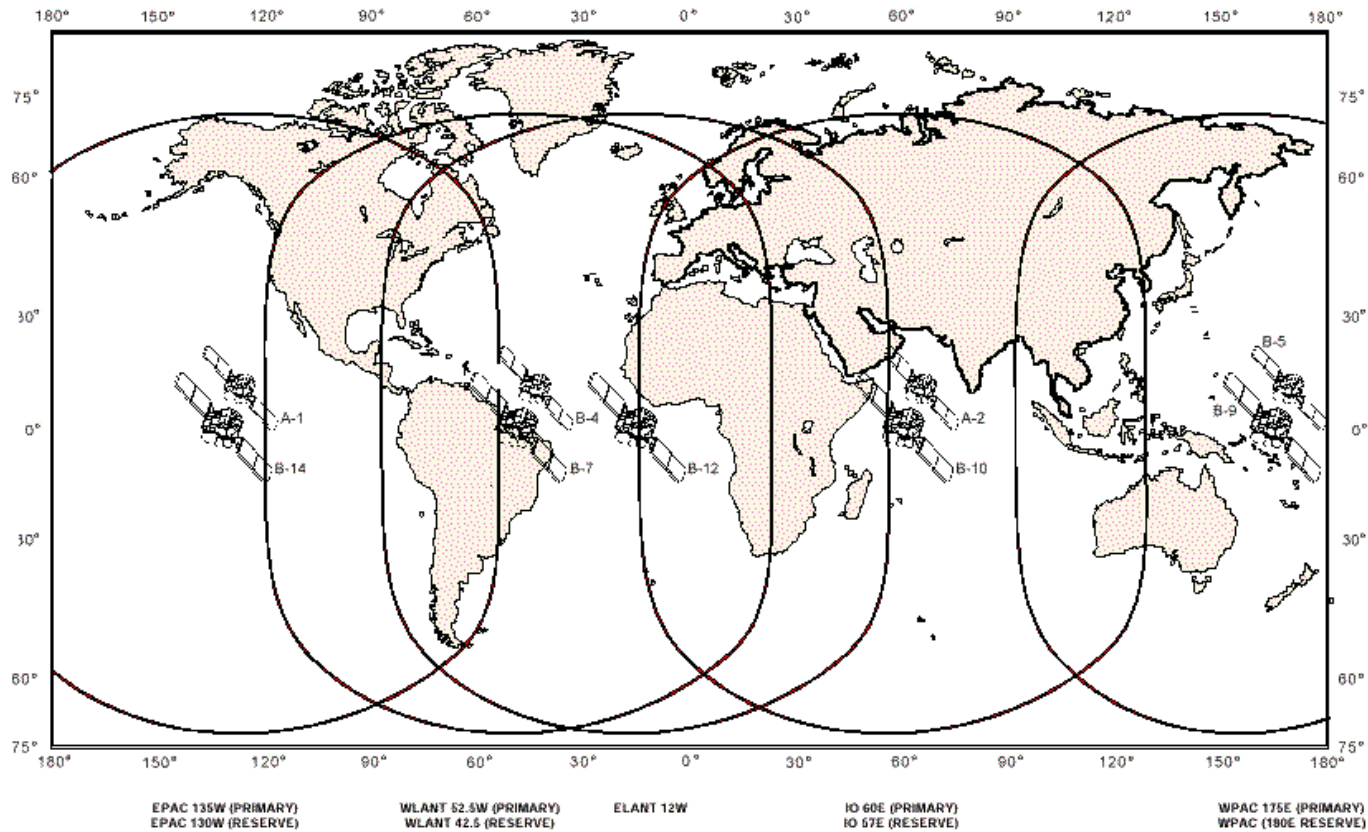 180° 150° 120° 90° 60° 30° 0° 30° 60° 90° 120° 150° 180°
75° 75°
60° 60°
30° 30°
B-5
A-1 B-4 A-2 B-9
0° 0°
B-14 B-7 B-12 B-10
30° 30°
60° 60°
75° 75°
180° 150° 120° 90° 60° 30° 0° 30° 60° 90° 120° 150° 180°
EPAC 135W (PRIMARY) WLANT 52.5W (PRIMARY) ELANT 12W IO 60E (PRIMARY) WPAC 175E (PRIMARY)
EPAC 130W (RESERVE) WLANT 42.5 (RESERVE) IO 57E (RESERVE) WPAC (180E RESERVE)